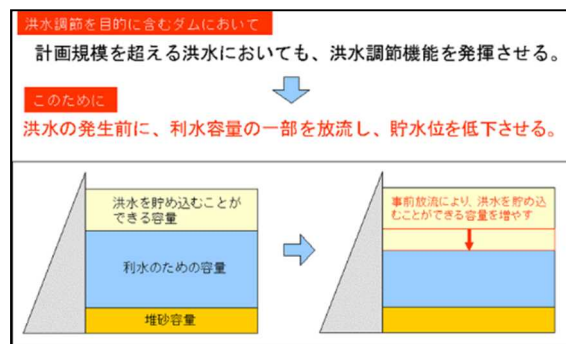 洪水調節を目的に含むダムにおいて
計画規模を超える洪水においても、洪水調節機能を発揮させる。
このために
洪水の発生前に、利水容量の一部を放流し、貯水位を低下させる。
洪水を貯め込むことが
できる容量
利水のための容量
堆砂容量
事前放流により、洪水を貯め込
むことができる容量を増やす